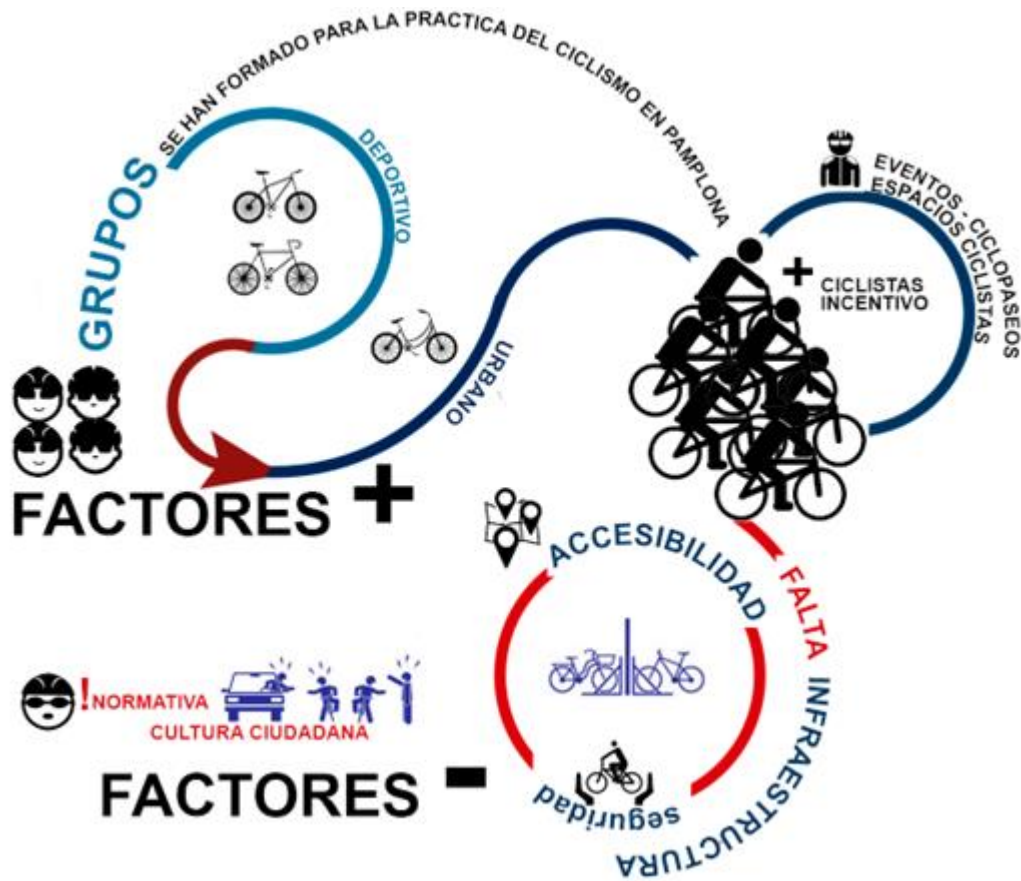 GRUPOS
SE HAN FORMADO PARA LA PRACTICA DEL CICLISMO EN PAMPLONA
DEPORTIVO
URBANO
EVENTOS - CICLOPASEOS
ESPACIOS CICLISTAS
+ CICLISTAS
INCENTIVO
FACTORES +
ACCESIBILIDAD
FALTA INFRAESTRUCTURA
seguridad
!NORMATIVA
CULTURA CIUDADANA
FACTORES -